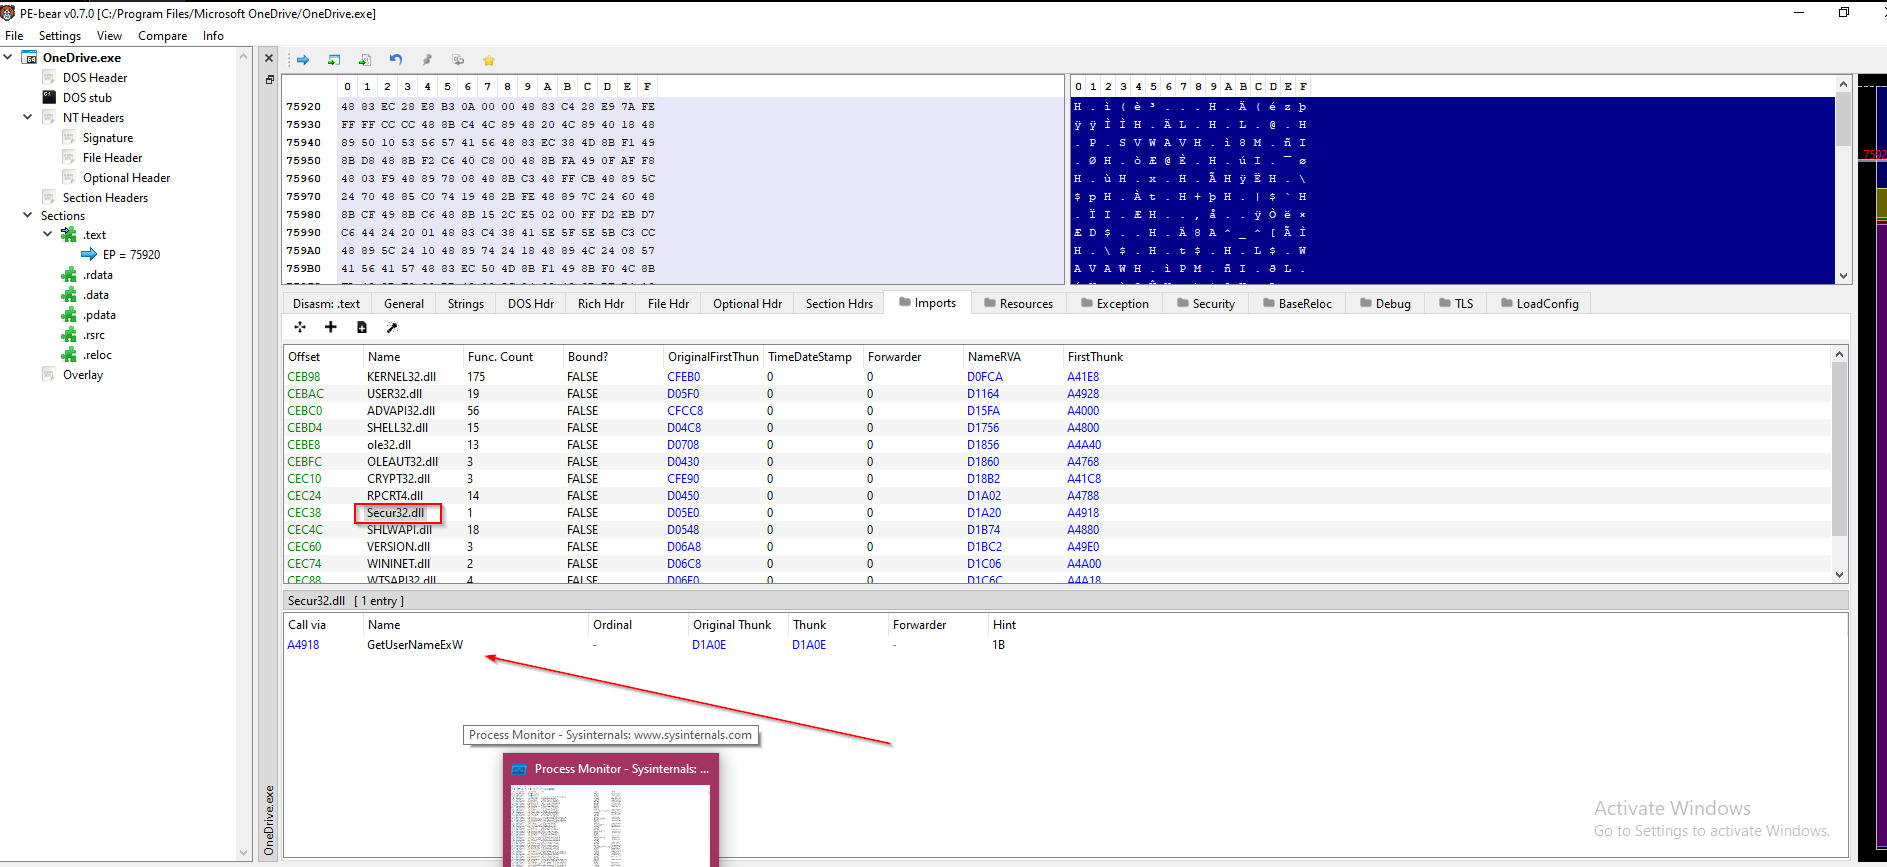 PE-bear v0.7.0 [C:/Program Files/Microsoft OneDrive/OneDrive.exe]
File Settings View Compare Info
OneDrive.exe
DOS Header
DOS stub
NT Headers
Signature
File Header
Optional Header
Section Headers
Sections
.text
EP = 75920
.rdata
.data
.pdata
.rsrc
.reloc
Overlay
OneDrive.exe
0 1 2 3 4 5 6 7 8 9 A B C D E F
75920 48 83 EC 28 E8 B3 0A 00 00 48 83 C4 28 E9 7A FE
75930 FF FF CC CC 48 8B C4 4C 89 48 20 4C 89 40 18 48
75940 89 50 10 53 56 57 41 56 48 83 EC 38 4D 8B F1 49
75950 8B D8 48 8B F2 C6 40 C8 00 48 8B FA 49 0F AF F8
75960 48 03 F9 48 89 78 08 48 8B C3 48 FF CB 48 89 5C
75970 24 70 48 85 C0 74 19 48 2B FE 48 89 7C 24 60 48
75980 8B CF 49 8B C6 48 8B 15 2C E5 02 00 FF D2 EB D7
75990 C6 44 24 20 01 48 83 C4 38 41 5E 5F 5E 5B C3 CC
759A0 48 89 5C 24 10 48 89 74 24 18 48 89 4C 24 08 57
759B0 41 56 41 57 48 83 EC 50 4D 8B F1 49 8B F0 4C 8B
0 1 2 3 4 5 6 7 8 9 A B C D E F
H . ì ( è ³ . . . H . Ä ( é z þ
ÿ ÿ Ì Ì H . Ä L . H . L . @ . H
. P . S V W A V H . ì 8 M . ñ I
. Ø H . ò Æ @ È . H . ú I . ¯ ø
H . ù H . x . H . Ã H ÿ Ë H . \
$ p H . À t . H + þ H . | $ ` H
. Ï I . Æ H . . , å . . ÿ Ò ë ×
Æ D $ . . H . Ä 8 A ^ _ ^ [ Ã Ì
H . \ $ . H . t $ . H . L $ . W
A V A W H . ì P M . ñ I . ð L .
7592
Disasm: .text General Strings DOS Hdr Rich Hdr File Hdr Optional Hdr Section Hdrs Imports Resources Exception Security BaseReloc Debug TLS LoadConfig
Offset Name Func. Count Bound? OriginalFirstThun TimeDateStamp Forwarder NameRVA FirstThunk
CEB98 KERNEL32.dll 175 FALSE CFEB0 0 0 D0FCA A41E8
CEBAC USER32.dll 19 FALSE D05F0 0 0 D1164 A4928
CEBC0 ADVAPI32.dll 56 FALSE CFCC8 0 0 D15FA A4000
CEBD4 SHELL32.dll 15 FALSE D04C8 0 0 D1756 A4800
CEBE8 ole32.dll 13 FALSE D0708 0 0 D1856 A4A40
CEBFC OLEAUT32.dll 3 FALSE D0430 0 0 D1860 A4768
CEC10 CRYPT32.dll 3 FALSE CFE90 0 0 D18B2 A41C8
CEC24 RPCRT4.dll 14 FALSE D0450 0 0 D1A02 A4788
CEC38 Secur32.dll 1 FALSE D05E0 0 0 D1A20 A4918
CEC4C SHLWAPI.dll 18 FALSE D0548 0 0 D1B74 A4880
CEC60 VERSION.dll 3 FALSE D06A8 0 0 D1BC2 A49E0
CEC74 WININET.dll 2 FALSE D06C8 0 0 D1C06 A4A00
CEC88 WTSAPI32.dll 4 FALSE D06E0 0 0 D1C6C A4A18
Secur32.dll [ 1 entry ]
Call via Name Ordinal Original Thunk Thunk Forwarder Hint
A4918 GetUserNameExW - D1A0E D1A0E - 1B
Process Monitor - Sysinternals: www.sysinternals.com
Process Monitor - Sysinternals: ...
Activate Windows
Go to Settings to activate Windows.